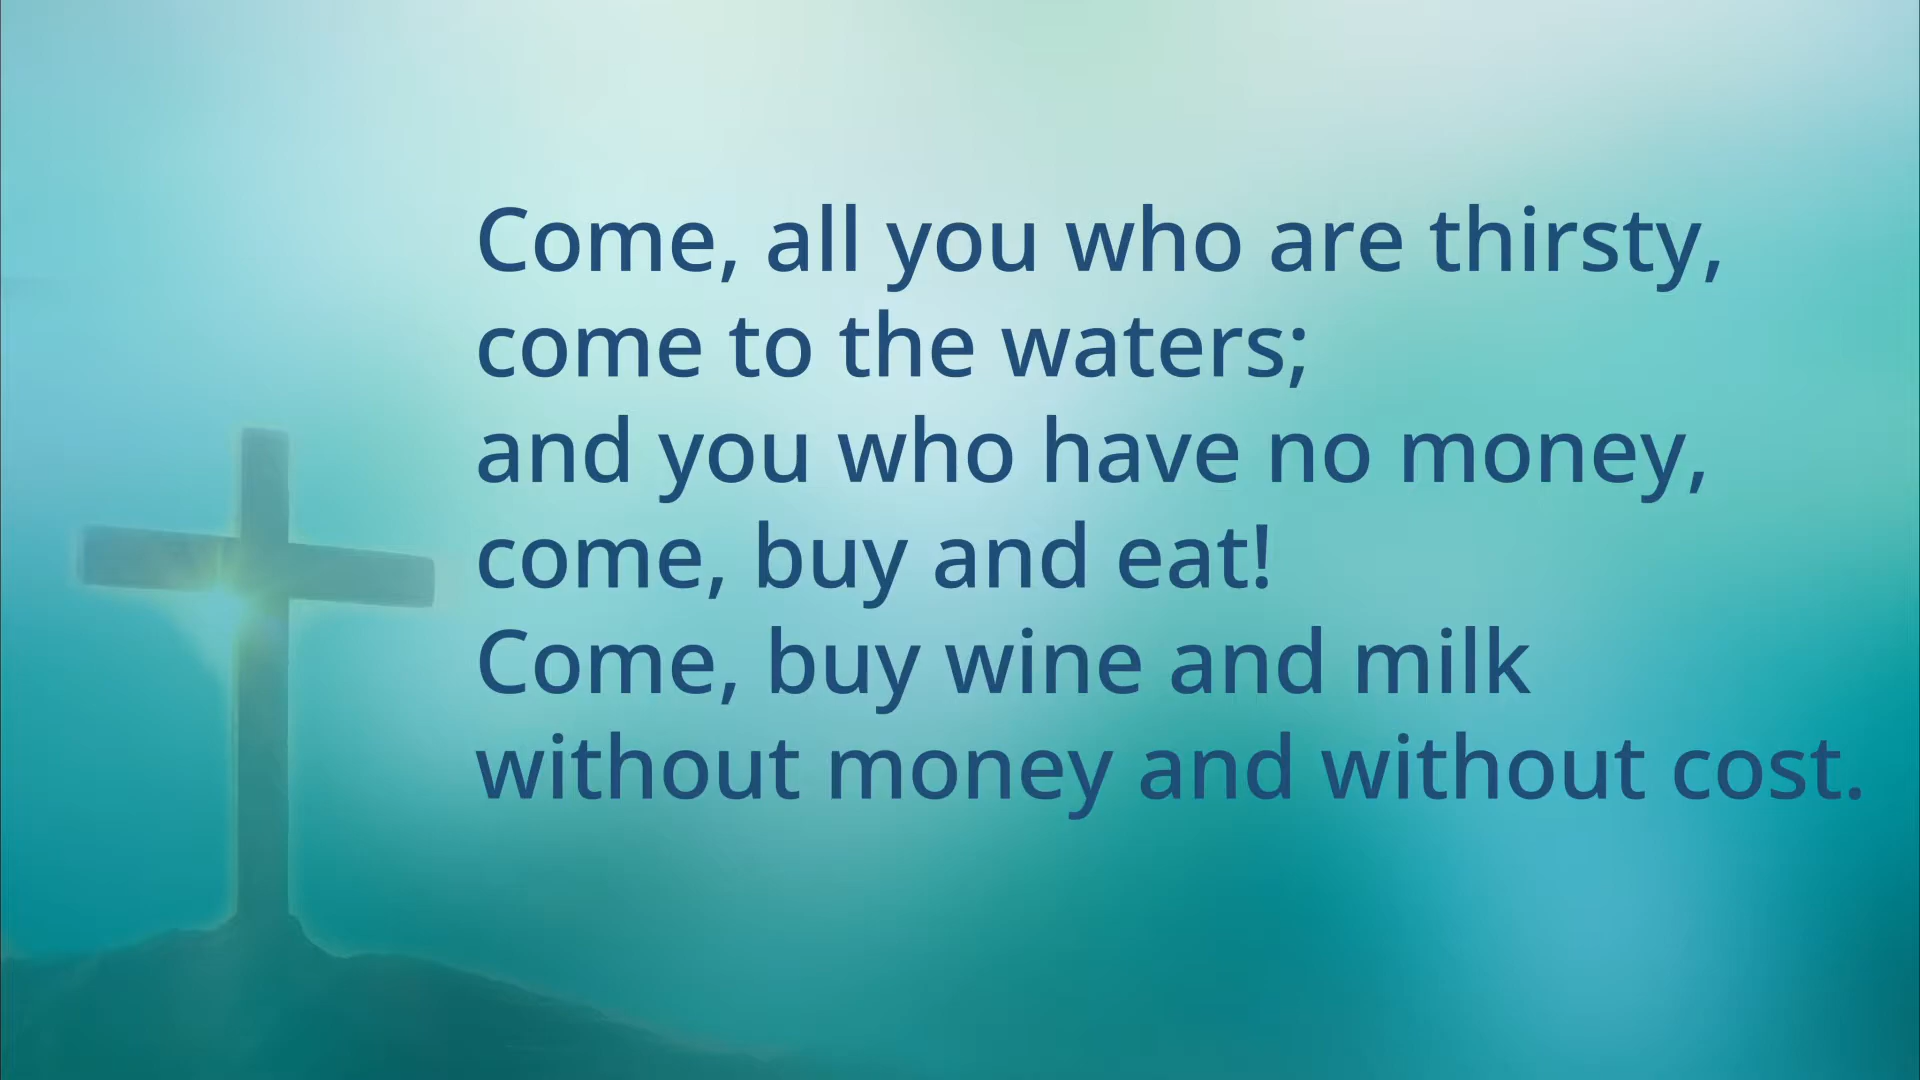 Come, all you who are thirsty,
come to the waters;
and you who have no money,
come, buy and eat!
Come, buy wine and milk
without money and without cost.